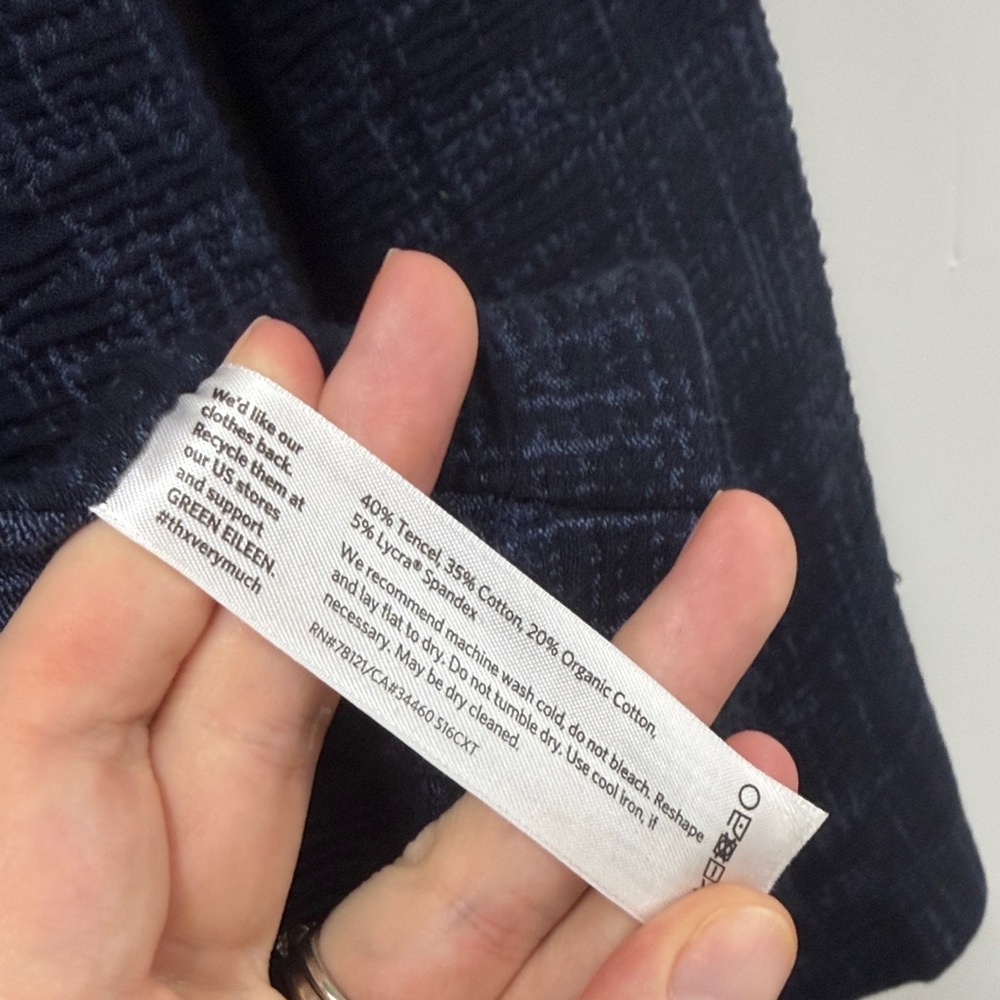 We'd like our
clothes back.
Recycle them at
our US stores
and support
GREEN EILEEN.
#thxverymuch
40% Tencel, 35% Cotton, 20% Organic Cotton,
5% Lycra® Spandex
We recommend machine wash cold, do not bleach. Reshape
and lay flat to dry. Do not tumble dry. Use cool iron, if
necessary. May be dry cleaned.
RN#78121/CA#34460 516CXT